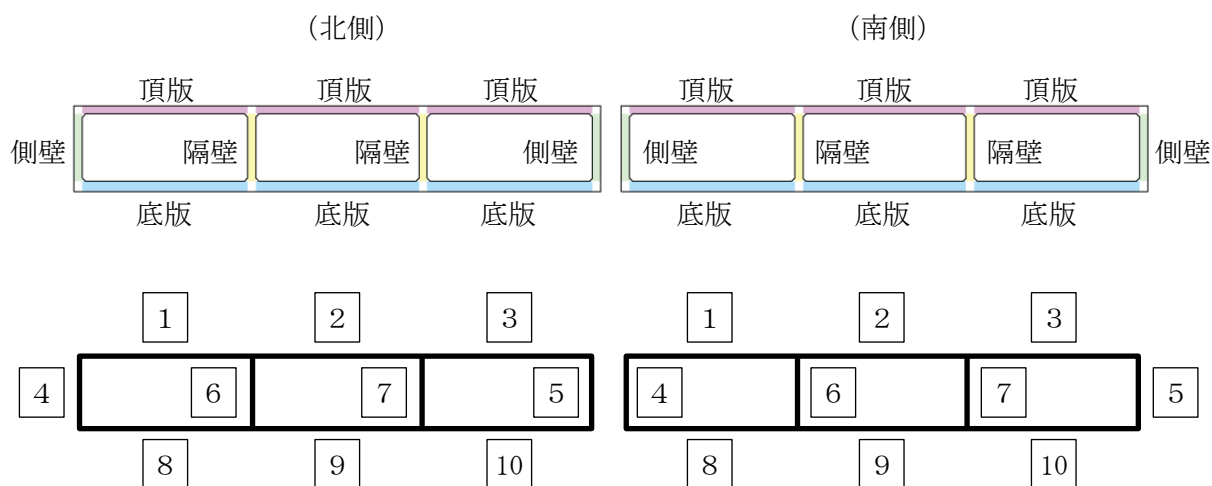 （北側） （南側）
頂版 頂版 頂版 頂版 頂版 頂版
側壁 隔壁 隔壁 側壁 側壁 隔壁 隔壁 側壁
底版 底版 底版 底版 底版 底版
1 2 3 1 2 3
4 6 7 5 4 6 7 5
8 9 10 8 9 10